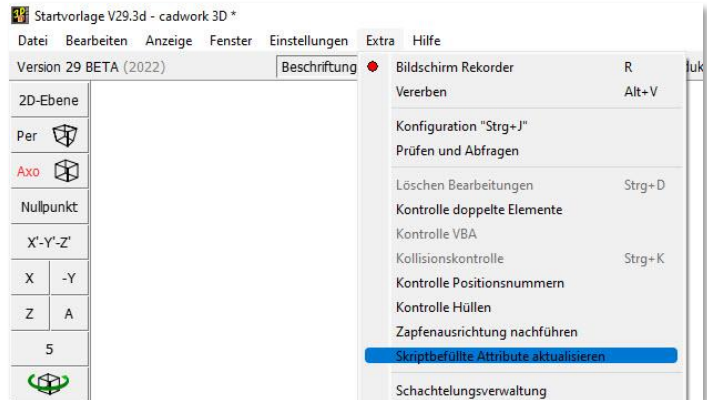 Startvorlage V29.3d - cadwork 3D *
Datei Bearbeiten Anzeige Fenster Einstellungen Extra Hilfe
Version 29 BETA (2022) Beschriftung
Bildschirm Rekorder R
Vererben Alt+V
Konfiguration "Strg+J"
Prüfen und Abfragen
Löschen Bearbeitungen Strg+D
Kontrolle doppelte Elemente
Kontrolle VBA
Kollisionskontrolle Strg+K
Kontrolle Positionsnummern
Kontrolle Hüllen
Zapfenausrichtung nachführen
Skriptbefüllte Attribute aktualisieren
Schachtelungsverwaltung
2D-Ebene
Per
Axo
Nullpunkt
X'-Y'-Z'
X -Y
Z A
5